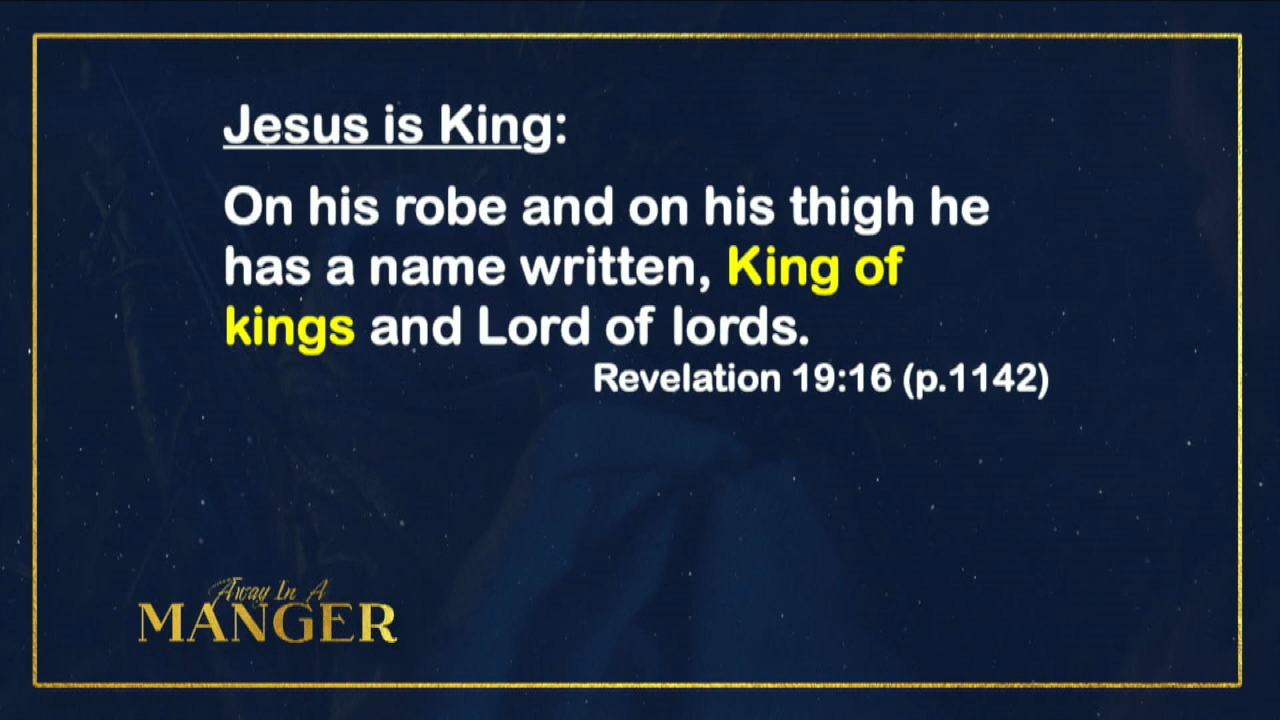 Jesus is King:
On his robe and on his thigh he
has a name written, King of
kings and Lord of lords.
Revelation 19:16 (p.1142)
Away In A
MANGER